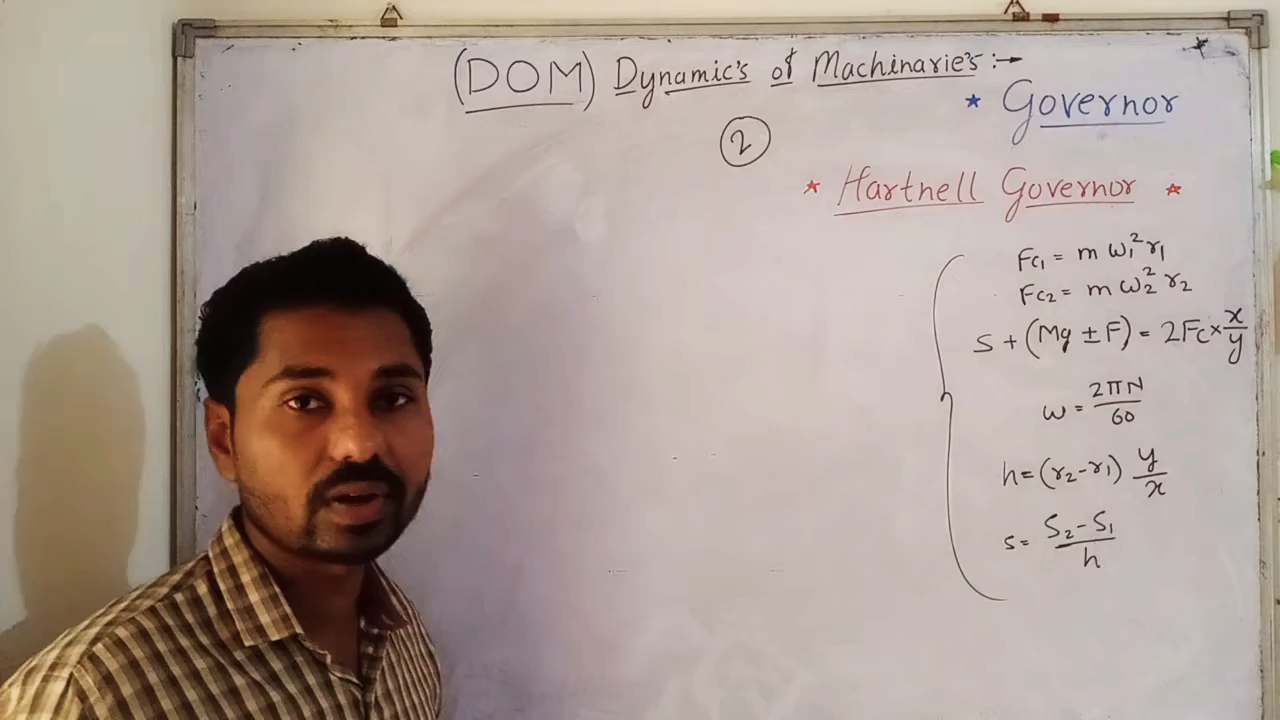 (DOM) Dynamic's of Machinarie's :→
* Governor
2
* Hartnell Governor *
Fc₁ = m ω₁² r₁
Fc₂ = m ω₂² r₂
S + (Mg ± F) = 2Fc × x/y
ω = 2πN/60
h = (r₂ - r₁) y/x
s = S₂ - S₁/h